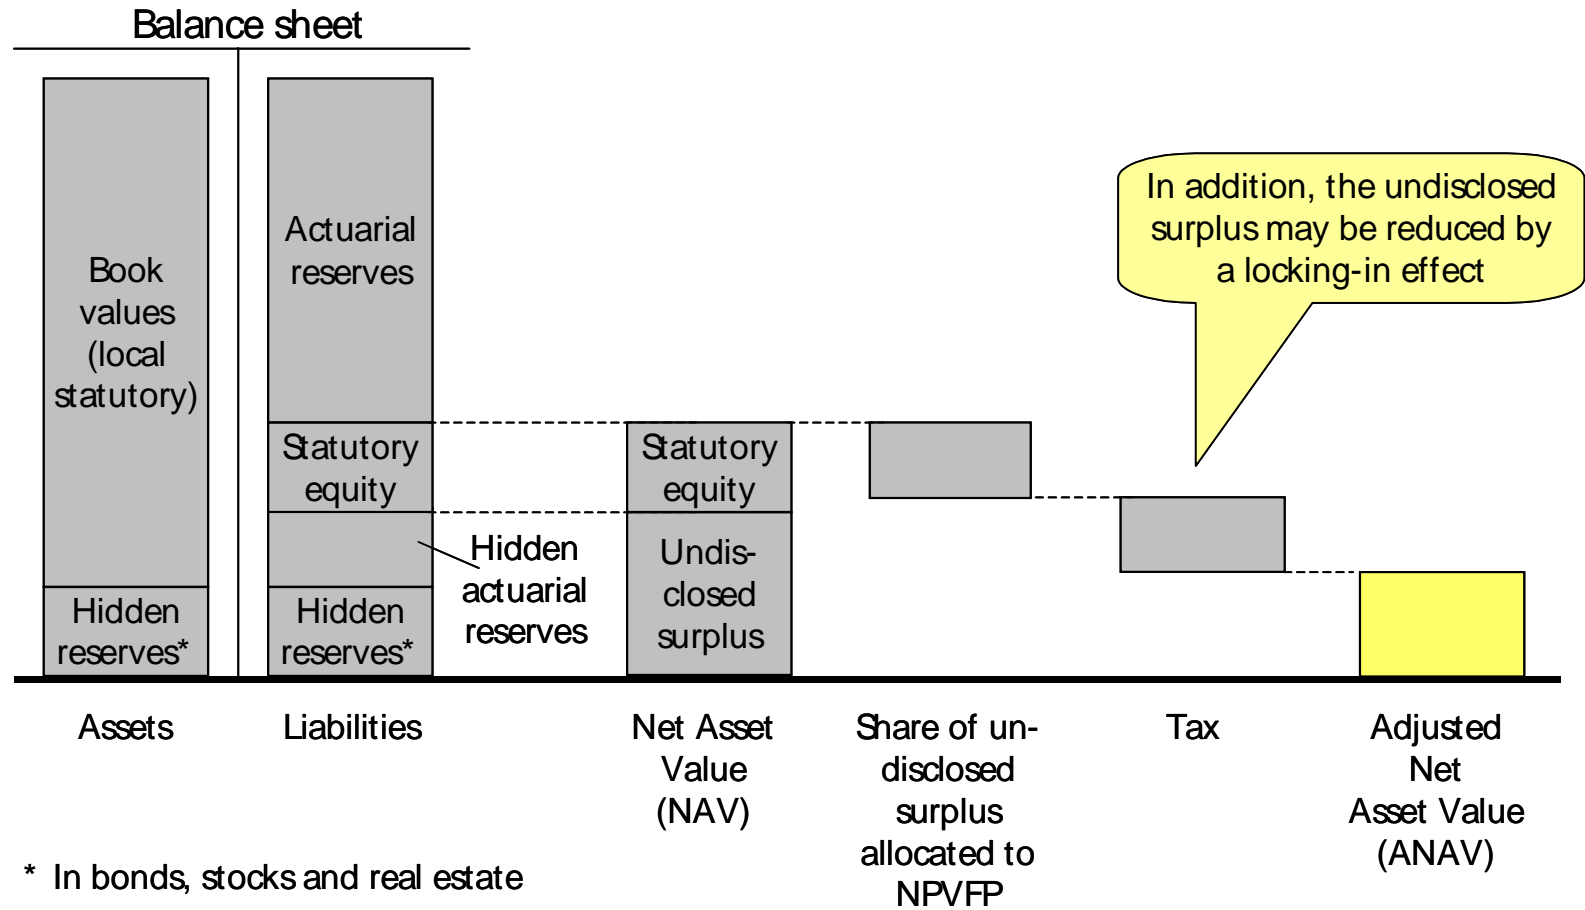 Balance sheet
Book
values
(local
statutory)
Hidden
reserves*
Actuarial
reserves
Statutory
equity
Hidden
reserves*
Hidden
actuarial
reserves
Statutory
equity
Undis-
closed
surplus
In addition, the undisclosed
surplus may be reduced by
a locking-in effect
Assets
Liabilities
Net Asset
Value
(NAV)
Share of un-
disclosed
surplus
allocated to
NPVFP
Tax
Adjusted
Net
Asset Value
(ANAV)
* In bonds, stocks and real estate